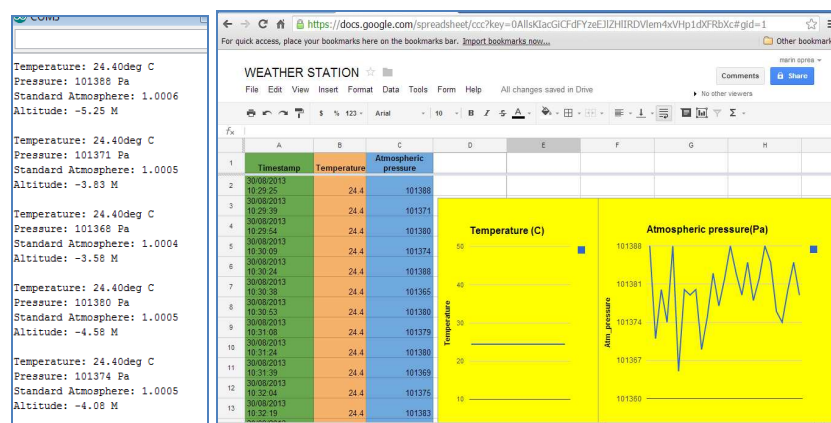 COM5
Temperature: 24.40deg C
Pressure: 101388 Pa
Standard Atmosphere: 1.0006
Altitude: -5.25 M
Temperature: 24.40deg C
Pressure: 101371 Pa
Standard Atmosphere: 1.0005
Altitude: -3.83 M
Temperature: 24.40deg C
Pressure: 101368 Pa
Standard Atmosphere: 1.0004
Altitude: -3.58 M
Temperature: 24.40deg C
Pressure: 101380 Pa
Standard Atmosphere: 1.0005
Altitude: -4.58 M
Temperature: 24.40deg C
Pressure: 101374 Pa
Standard Atmosphere: 1.0005
Altitude: -4.08 M
For quick access, place your bookmarks here on the bookmarks bar. Import bookmarks now...
Other bookmark
marin oprea
WEATHER STATION
Comments
Share
File Edit View Insert Format Data Tools Form Help All changes saved in Drive
No other viewers
$ % 123 Arial 10 B I S A Σ
fx
A B C D E F G H
1 Timestamp Temperature Atmospheric pressure
2 30/08/2013 10:29:25 24.4 101388
3 30/08/2013 10:29:39 24.4 101371
4 30/08/2013 10:29:54 24.4 101380
5 30/08/2013 10:30:09 24.4 101374
6 30/08/2013 10:30:24 24.4 101388
7 30/08/2013 10:30:38 24.4 101365
8 30/08/2013 10:30:53 24.4 101380
9 30/08/2013 10:31:08 24.4 101379
10 30/08/2013 10:31:24 24.4 101380
11 30/08/2013 10:31:39 24.4 101369
12 30/08/2013 10:32:04 24.4 101375
13 30/08/2013 10:32:19 24.4 101383
Temperature (C)
50
40
30
20
10
Temperature
Atmospheric pressure(Pa)
101388
101381
101374
101367
101360
Atm_pressure